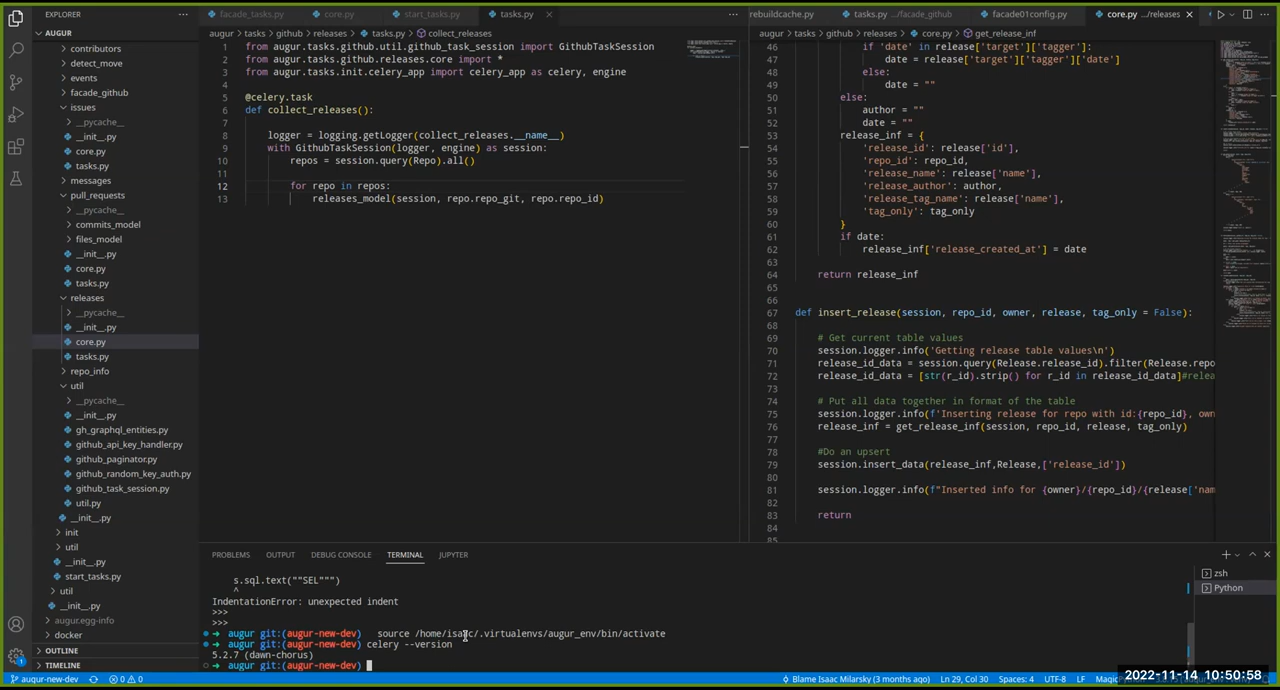 EXPLORER
AUGUR
contributors
detect_move
events
facade_github
issues
__pycache__
__init__.py
core.py
tasks.py
messages
pull_requests
__pycache__
commits_model
files_model
__init__.py
core.py
tasks.py
releases
__pycache__
__init__.py
core.py
tasks.py
repo_info
util
__pycache__
__init__.py
gh_graphql_entities.py
github_api_key_handler.py
github_paginator.py
github_random_key_auth.py
github_task_session.py
util.py
__init__.py
init
util
__init__.py
start_tasks.py
util
__init__.py
augur.egg-info
docker
OUTLINE
TIMELINE
facade_tasks.py
core.py
start_tasks.py
tasks.py
augur > tasks > github > releases > tasks.py > collect_releases
1 from augur.tasks.github.util.github_task_session import GithubTaskSession
2 from augur.tasks.github.releases.core import *
3 from augur.tasks.init.celery_app import celery_app as celery, engine
4
5 @celery.task
6 def collect_releases():
7
8 logger = logging.getLogger(collect_releases.__name__)
9 with GithubTaskSession(logger, engine) as session:
10 repos = session.query(Repo).all()
11
12 for repo in repos:
13 releases_model(session, repo.repo_git, repo.repo_id)
rebuildcache.py
tasks.py .../facade_github
facade01config.py
core.py .../releases
augur > tasks > github > releases > core.py > get_release_inf
46 if 'date' in release['target']['tagger']:
47 date = release['target']['tagger']['date']
48 else:
49 date = ""
50 else:
51 author = ""
52 date = ""
53 release_inf = {
54 'release_id': release['id'],
55 'repo_id': repo_id,
56 'release_name': release['name'],
57 'release_author': author,
58 'release_tag_name': release['name'],
59 'tag_only': tag_only
60 }
61 if date:
62 release_inf['release_created_at'] = date
63
64 return release_inf
65
66
67 def insert_release(session, repo_id, owner, release, tag_only = False):
68
69 # Get current table values
70 session.logger.info('Getting release table values\n')
71 release_id_data = session.query(Release.release_id).filter(Release.repo
72 release_id_data = [str(r_id).strip() for r_id in release_id_data]#relea
73
74 # Put all data together in format of the table
75 session.logger.info(f'Inserting release for repo with id:{repo_id}, own
76 release_inf = get_release_inf(session, repo_id, release, tag_only)
77
78 #Do an upsert
79 session.insert_data(release_inf,Release,['release_id'])
80
81 session.logger.info(f"Inserted info for {owner}/{repo_id}/{release['nam
82
83 return
84
85
PROBLEMS OUTPUT DEBUG CONSOLE TERMINAL JUPYTER
zsh
Python
s.sql.text(""SEL""")
^
IndentationError: unexpected indent
>>>
>>>
➜ augur git:(augur-new-dev) source /home/isaac/.virtualenvs/augur_env/bin/activate
➜ augur git:(augur-new-dev) celery --version
5.2.7 (dawn-chorus)
➜ augur git:(augur-new-dev)
augur-new-dev 0 0
Blame Isaac Milarsky (3 months ago) Ln 29, Col 30 Spaces: 4 UTF-8 LF
2022-11-14 10:50:58